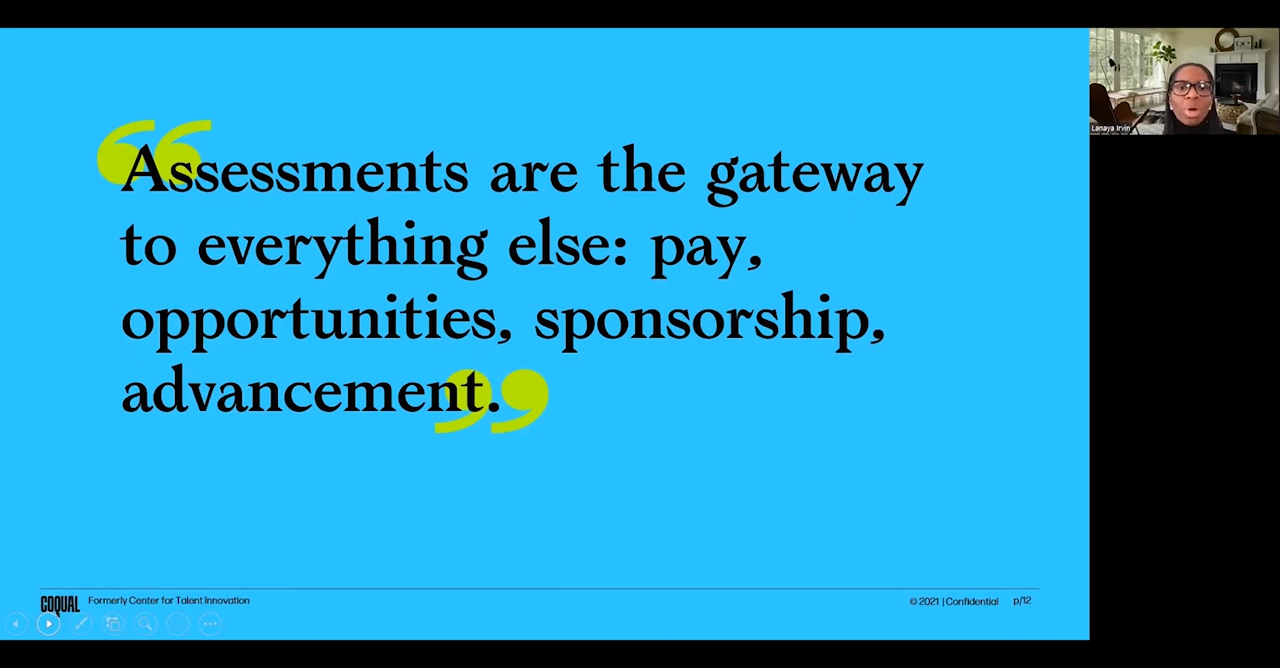 Assessments are the gateway
to everything else: pay,
opportunities, sponsorship,
advancement.
Lanaya Irvin
COQUAL Formerly Center for Talent Innovation © 2021 | Confidential p/12